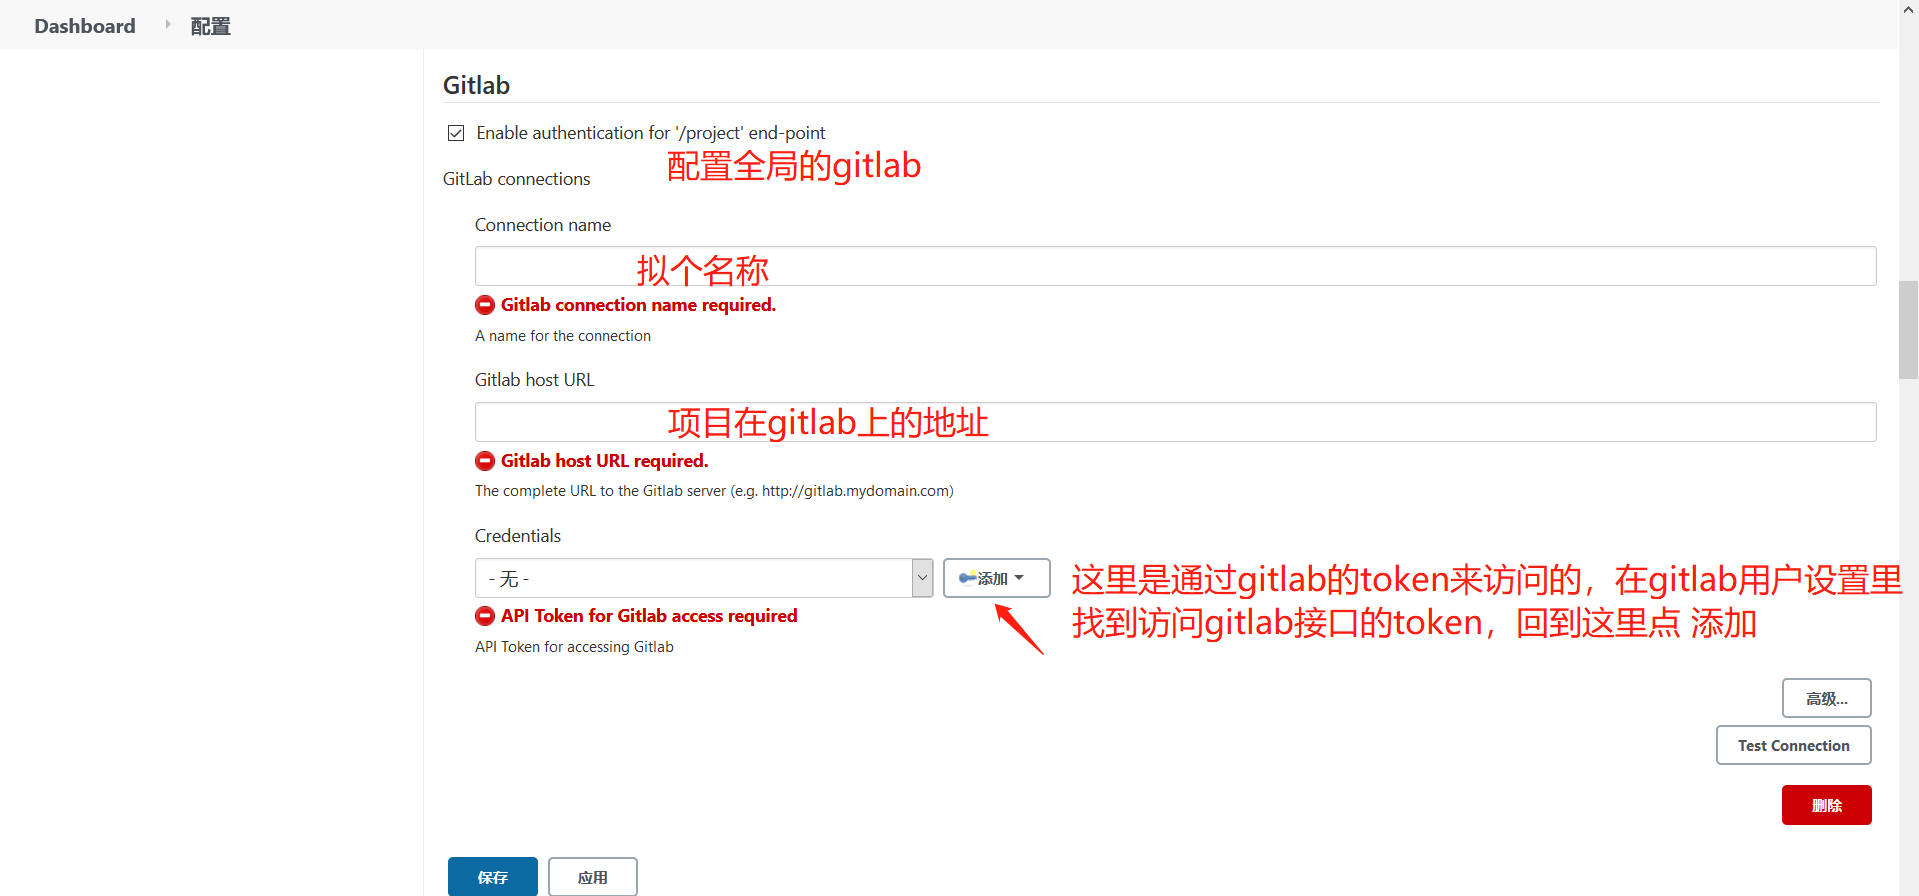 Dashboard 配置
Gitlab
Enable authentication for '/project' end-point
配置全局的gitlab
GitLab connections
Connection name
拟个名称
Gitlab connection name required.
A name for the connection
Gitlab host URL
项目在gitlab上的地址
Gitlab host URL required.
The complete URL to the Gitlab server (e.g. http://gitlab.mydomain.com)
Credentials
- 无 -
添加
这里是通过gitlab的token来访问的，在gitlab用户设置里
找到访问gitlab接口的token，回到这里点 添加
API Token for Gitlab access required
API Token for accessing Gitlab
高级...
Test Connection
删除
保存 应用